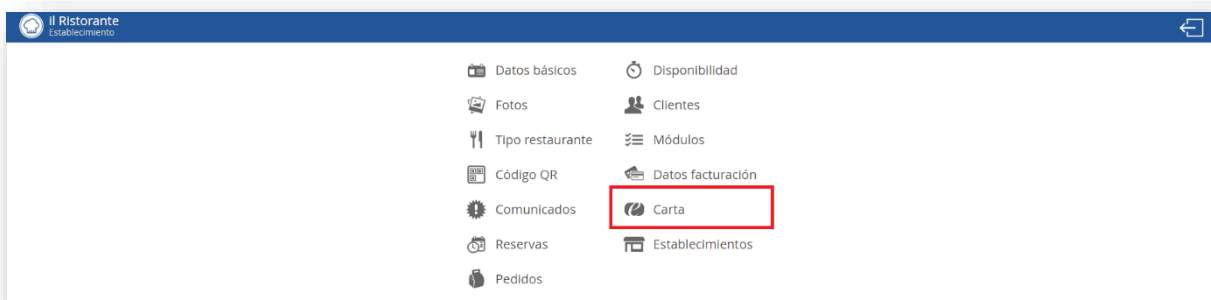 il Ristorante
Establecimiento
Datos básicos
Disponibilidad
Fotos
Clientes
Tipo restaurante
Módulos
Código QR
Datos facturación
Comunicados
Carta
Reservas
Establecimientos
Pedidos